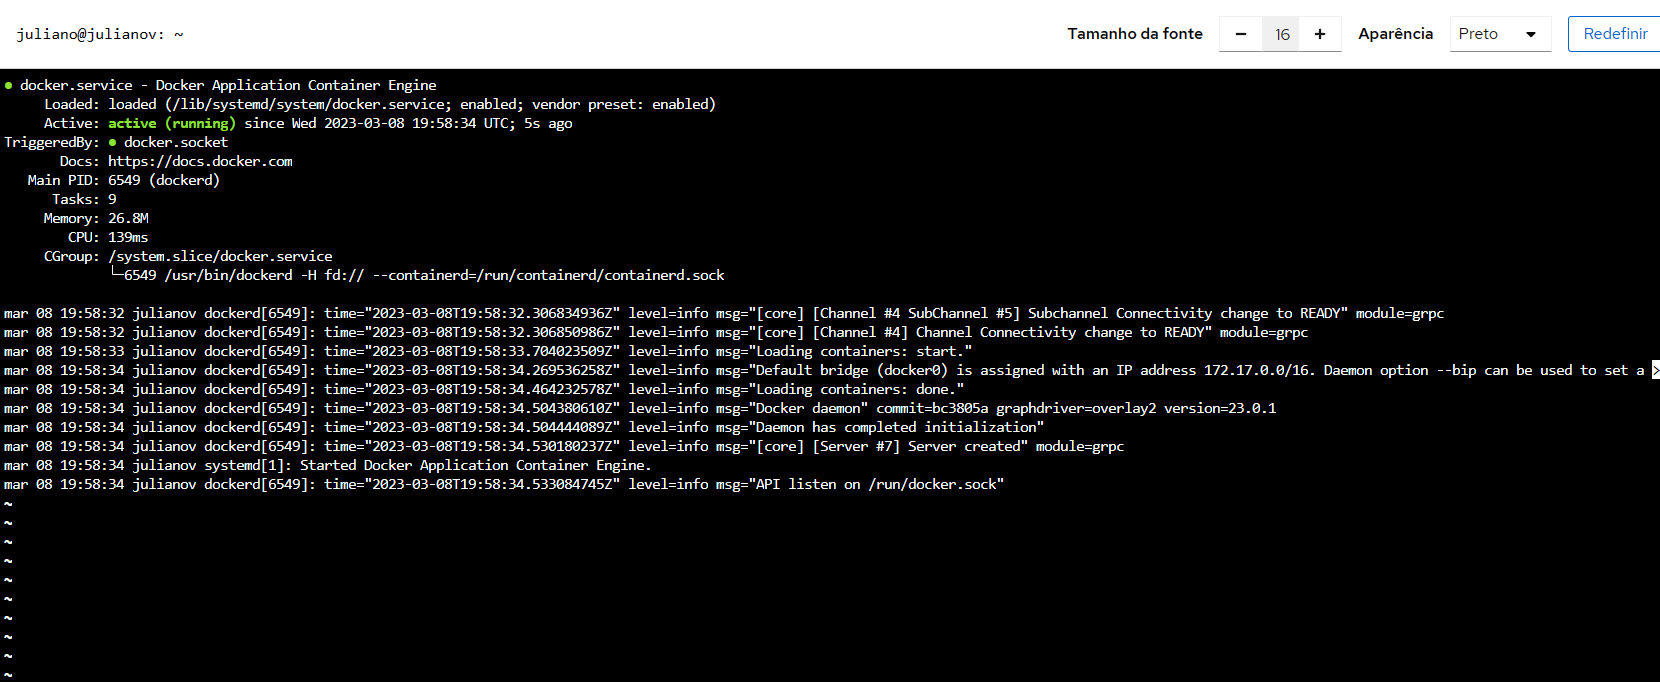 juliano@julianov: ~
Tamanho da fonte − 16 + Aparência Preto Redefinir
● docker.service - Docker Application Container Engine
Loaded: loaded (/lib/systemd/system/docker.service; enabled; vendor preset: enabled)
Active: active (running) since Wed 2023-03-08 19:58:34 UTC; 5s ago
TriggeredBy: ● docker.socket
Docs: https://docs.docker.com
Main PID: 6549 (dockerd)
Tasks: 9
Memory: 26.8M
CPU: 139ms
CGroup: /system.slice/docker.service
└─6549 /usr/bin/dockerd -H fd:// --containerd=/run/containerd/containerd.sock
mar 08 19:58:32 julianov dockerd[6549]: time="2023-03-08T19:58:32.306834936Z" level=info msg="[core] [Channel #4 SubChannel #5] Subchannel Connectivity change to READY" module=grpc
mar 08 19:58:32 julianov dockerd[6549]: time="2023-03-08T19:58:32.306850986Z" level=info msg="[core] [Channel #4] Channel Connectivity change to READY" module=grpc
mar 08 19:58:33 julianov dockerd[6549]: time="2023-03-08T19:58:33.704023509Z" level=info msg="Loading containers: start."
mar 08 19:58:34 julianov dockerd[6549]: time="2023-03-08T19:58:34.269536258Z" level=info msg="Default bridge (docker0) is assigned with an IP address 172.17.0.0/16. Daemon option --bip can be used to set a >
mar 08 19:58:34 julianov dockerd[6549]: time="2023-03-08T19:58:34.464232578Z" level=info msg="Loading containers: done."
mar 08 19:58:34 julianov dockerd[6549]: time="2023-03-08T19:58:34.504380610Z" level=info msg="Docker daemon" commit=bc3805a graphdriver=overlay2 version=23.0.1
mar 08 19:58:34 julianov dockerd[6549]: time="2023-03-08T19:58:34.504444089Z" level=info msg="Daemon has completed initialization"
mar 08 19:58:34 julianov dockerd[6549]: time="2023-03-08T19:58:34.530180237Z" level=info msg="[core] [Server #7] Server created" module=grpc
mar 08 19:58:34 julianov systemd[1]: Started Docker Application Container Engine.
mar 08 19:58:34 julianov dockerd[6549]: time="2023-03-08T19:58:34.533084745Z" level=info msg="API listen on /run/docker.sock"
~
~
~
~
~
~
~
~
~
~